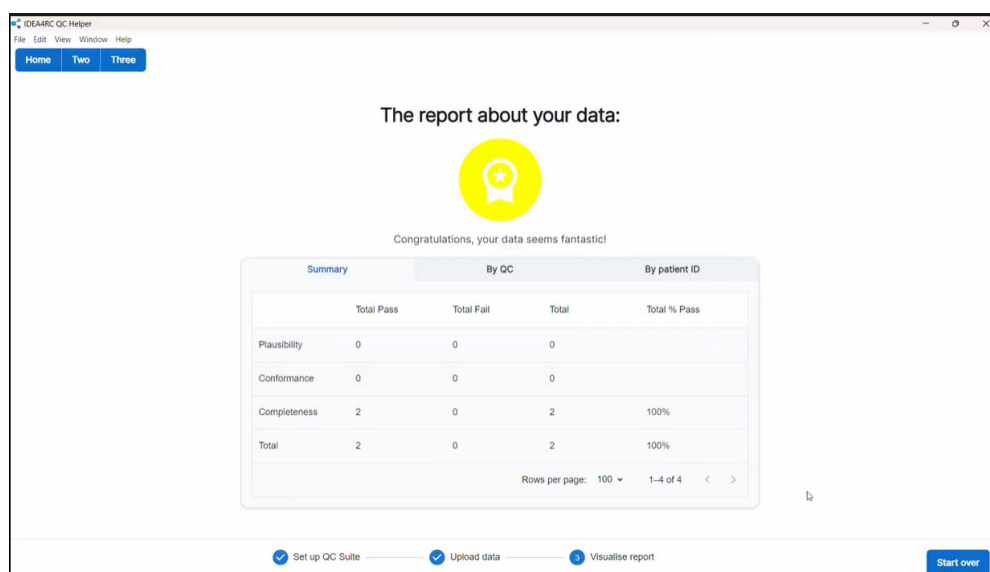 IDEA4RC QC Helper
File Edit View Window Help
Home Two Three
The report about your data:
Congratulations, your data seems fantastic!
Summary By QC By patient ID
Total Pass Total Fail Total Total % Pass
Plausibility 0 0 0
Conformance 0 0 0
Completeness 2 0 2 100%
Total 2 0 2 100%
Rows per page: 100 1–4 of 4
Set up QC Suite Upload data 3 Visualise report
Start over